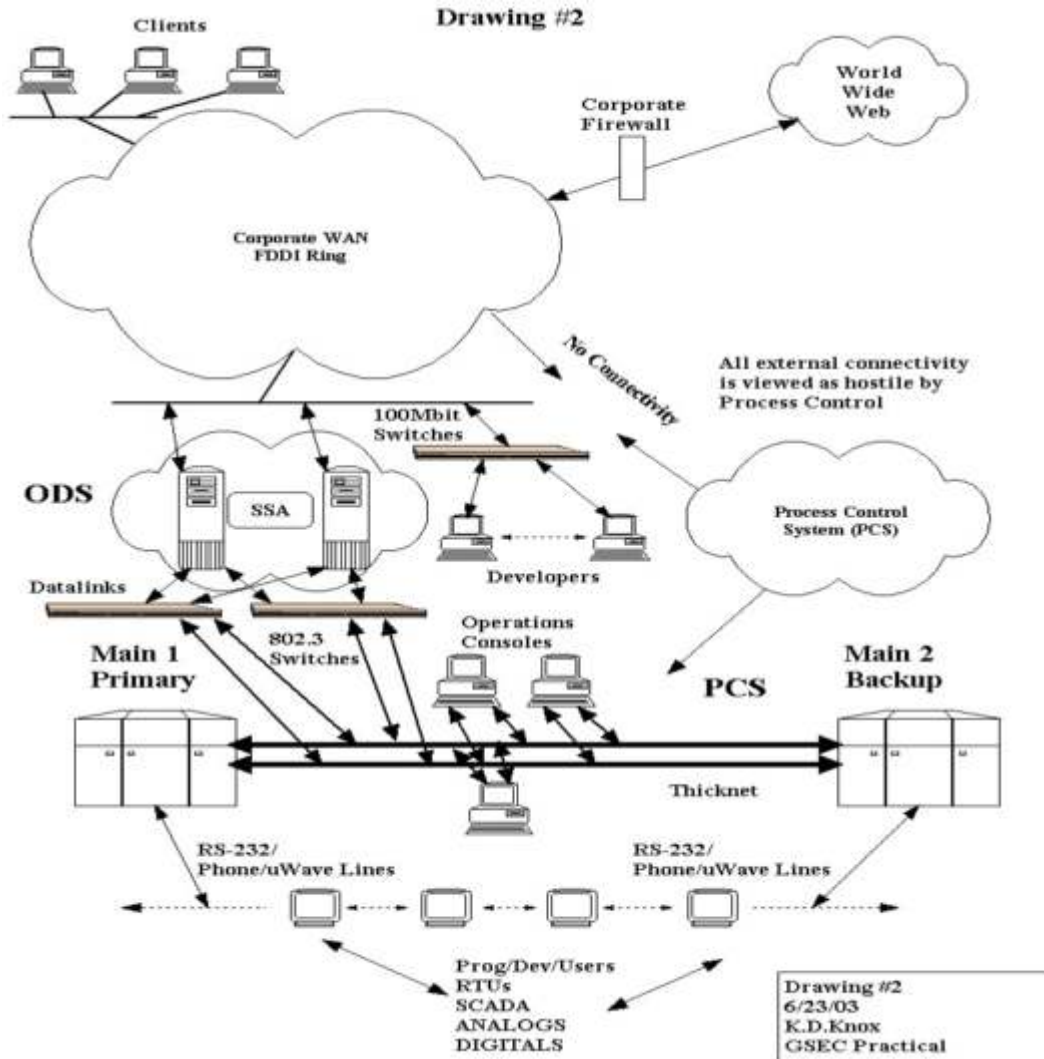 Drawing #2
Clients
World
Wide
Web
Corporate
Firewall
Corporate WAN
FDDI Ring
No Connectivity
All external connectivity
is viewed as hostile by
Process Control
100Mbit
Switches
ODS
SSA
Process Control
System (PCS)
Developers
Datalinks
802.3
Switches
Operations
Consoles
Main 1
Primary
PCS
Main 2
Backup
Thicknet
RS-232/
Phone/uWave Lines
RS-232/
Phone/uWave Lines
Prog/Dev/Users
RTUs
SCADA
ANALOGS
DIGITALS
Drawing #2
6/23/03
K.D.Knox
GSEC Practical